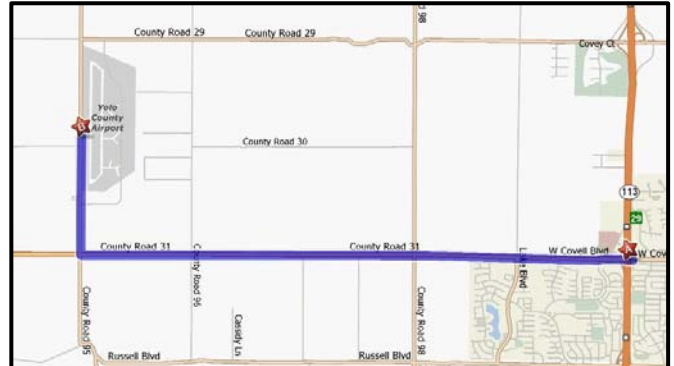 d 98
County Road 29
County Road 29
Covey Ct
Yolo
County
Airport
B
County Road 30
113
29
A
County Road 31
County Road 31
W Covell Blvd
W Cov
County Road 96
Lake Blvd
County Road 95
Cassidy Ln
County Road 98
Russell Blvd
Russell Blvd